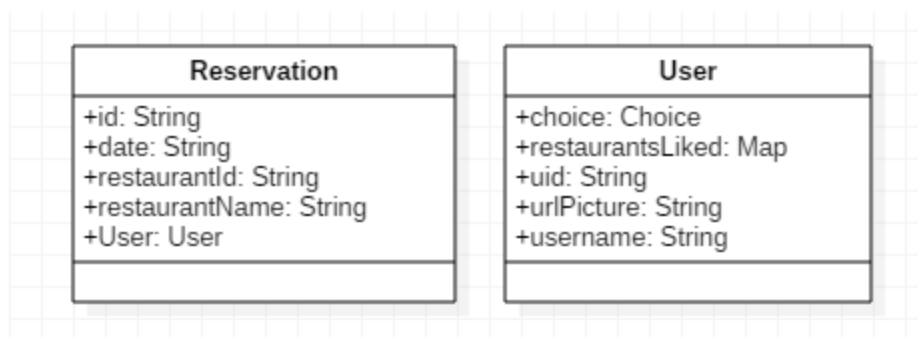 Reservation
+id: String
+date: String
+restaurantId: String
+restaurantName: String
+User: User
User
+choice: Choice
+restaurantsLiked: Map
+uid: String
+urlPicture: String
+username: String